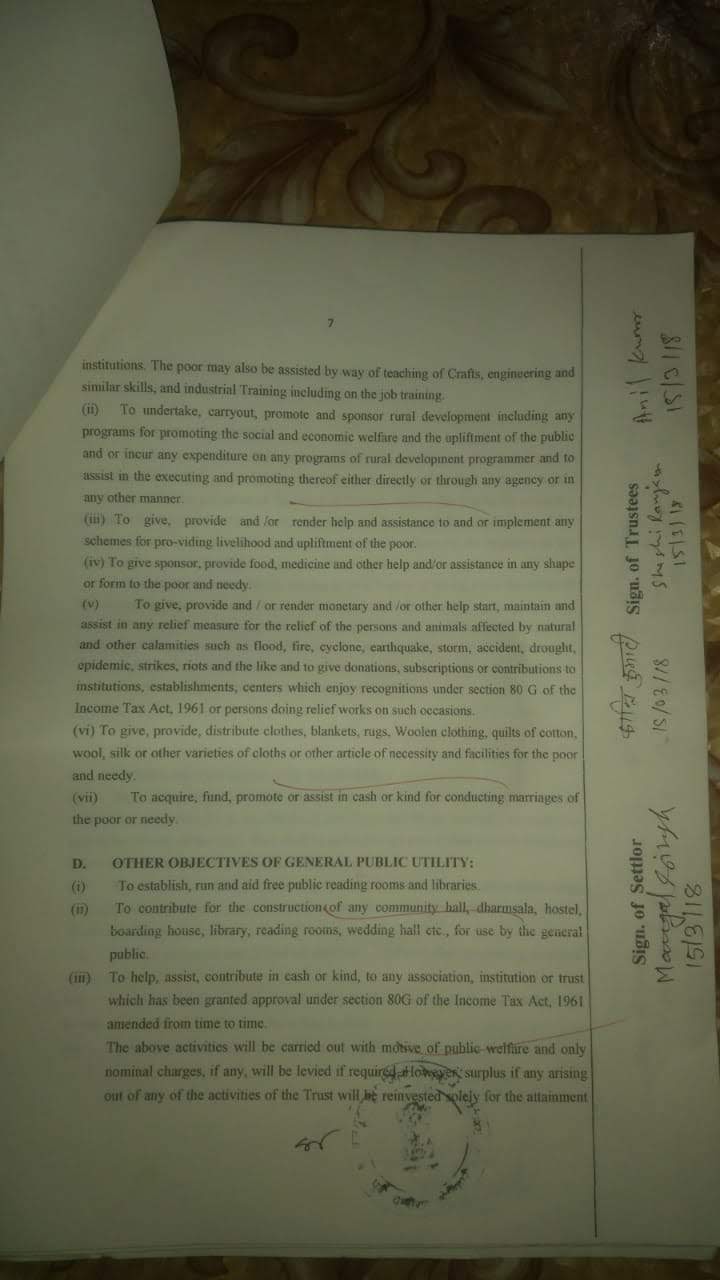 7
institutions. The poor may also be assisted by way of teaching of Crafts, engineering and
similar skills, and industrial Training including on the job training.
(ii) To undertake, carryout, promote and sponsor rural development including any
programs for promoting the social and economic welfare and the upliftment of the public
and or incur any expenditure on any programs of rural development programmer and to
assist in the executing and promoting thereof either directly or through any agency or in
any other manner.
(iii) To give, provide and /or render help and assistance to and or implement any
schemes for pro-viding livelihood and upliftment of the poor.
(iv) To give sponsor, provide food, medicine and other help and/or assistance in any shape
or form to the poor and needy.
(v) To give, provide and / or render monetary and /or other help start, maintain and
assist in any relief measure for the relief of the persons and animals affected by natural
and other calamities such as flood, fire, cyclone, earthquake, storm, accident, drought,
epidemic, strikes, riots and the like and to give donations, subscriptions or contributions to
institutions, establishments, centers which enjoy recognitions under section 80 G of the
Income Tax Act, 1961 or persons doing relief works on such occasions.
(vi) To give, provide, distribute clothes, blankets, rugs, Woolen clothing, quilts of cotton,
wool, silk or other varieties of cloths or other article of necessity and facilities for the poor
and needy.
(vii) To acquire, fund, promote or assist in cash or kind for conducting marriages of
the poor or needy.
D. OTHER OBJECTIVES OF GENERAL PUBLIC UTILITY:
(i) To establish, run and aid free public reading rooms and libraries.
(ii) To contribute for the construction of any community hall, dharmsala, hostel,
boarding house, library, reading rooms, wedding hall etc., for use by the general
public.
(iii) To help, assist, contribute in cash or kind, to any association, institution or trust
which has been granted approval under section 80G of the Income Tax Act, 1961
amended from time to time.
The above activities will be carried out with motive of public welfare and only
nominal charges, if any, will be levied if required. However, surplus if any arising
out of any of the activities of the Trust will be reinvested solely for the attainment
Sign. of Settlor
Mangal Singh
15/3/18
Sign. of Trustees
कुमारी
15/03/18
Shashi Ranjan
15/3/18
Anil Kumar
15/3/18